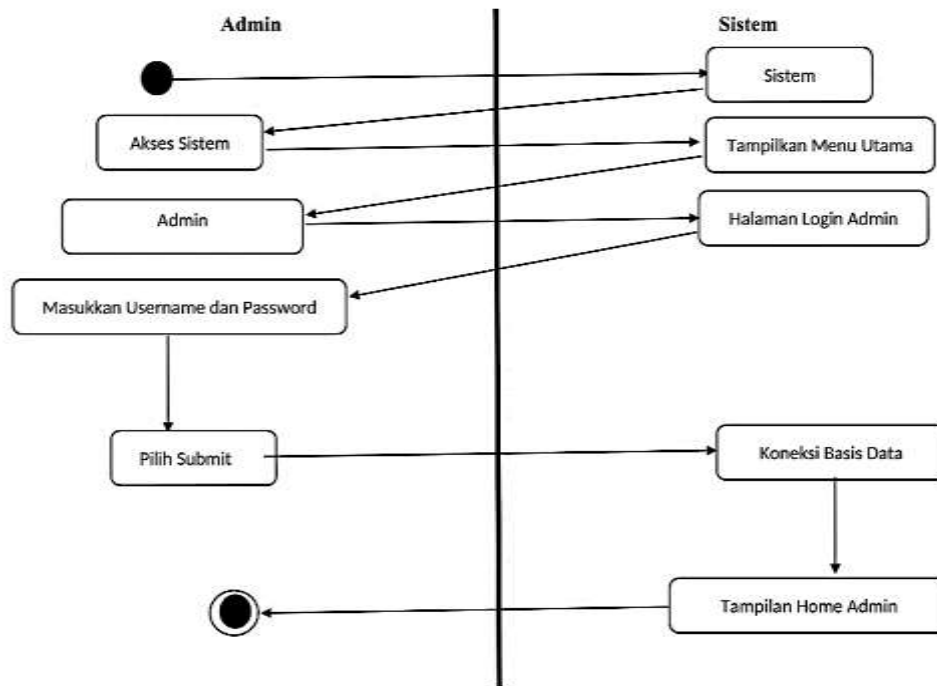 Admin
Sistem
Sistem
Akses Sistem
Tampilkan Menu Utama
Admin
Halaman Login Admin
Masukkan Username dan Password
Pilih Submit
Koneksi Basis Data
Tampilan Home Admin